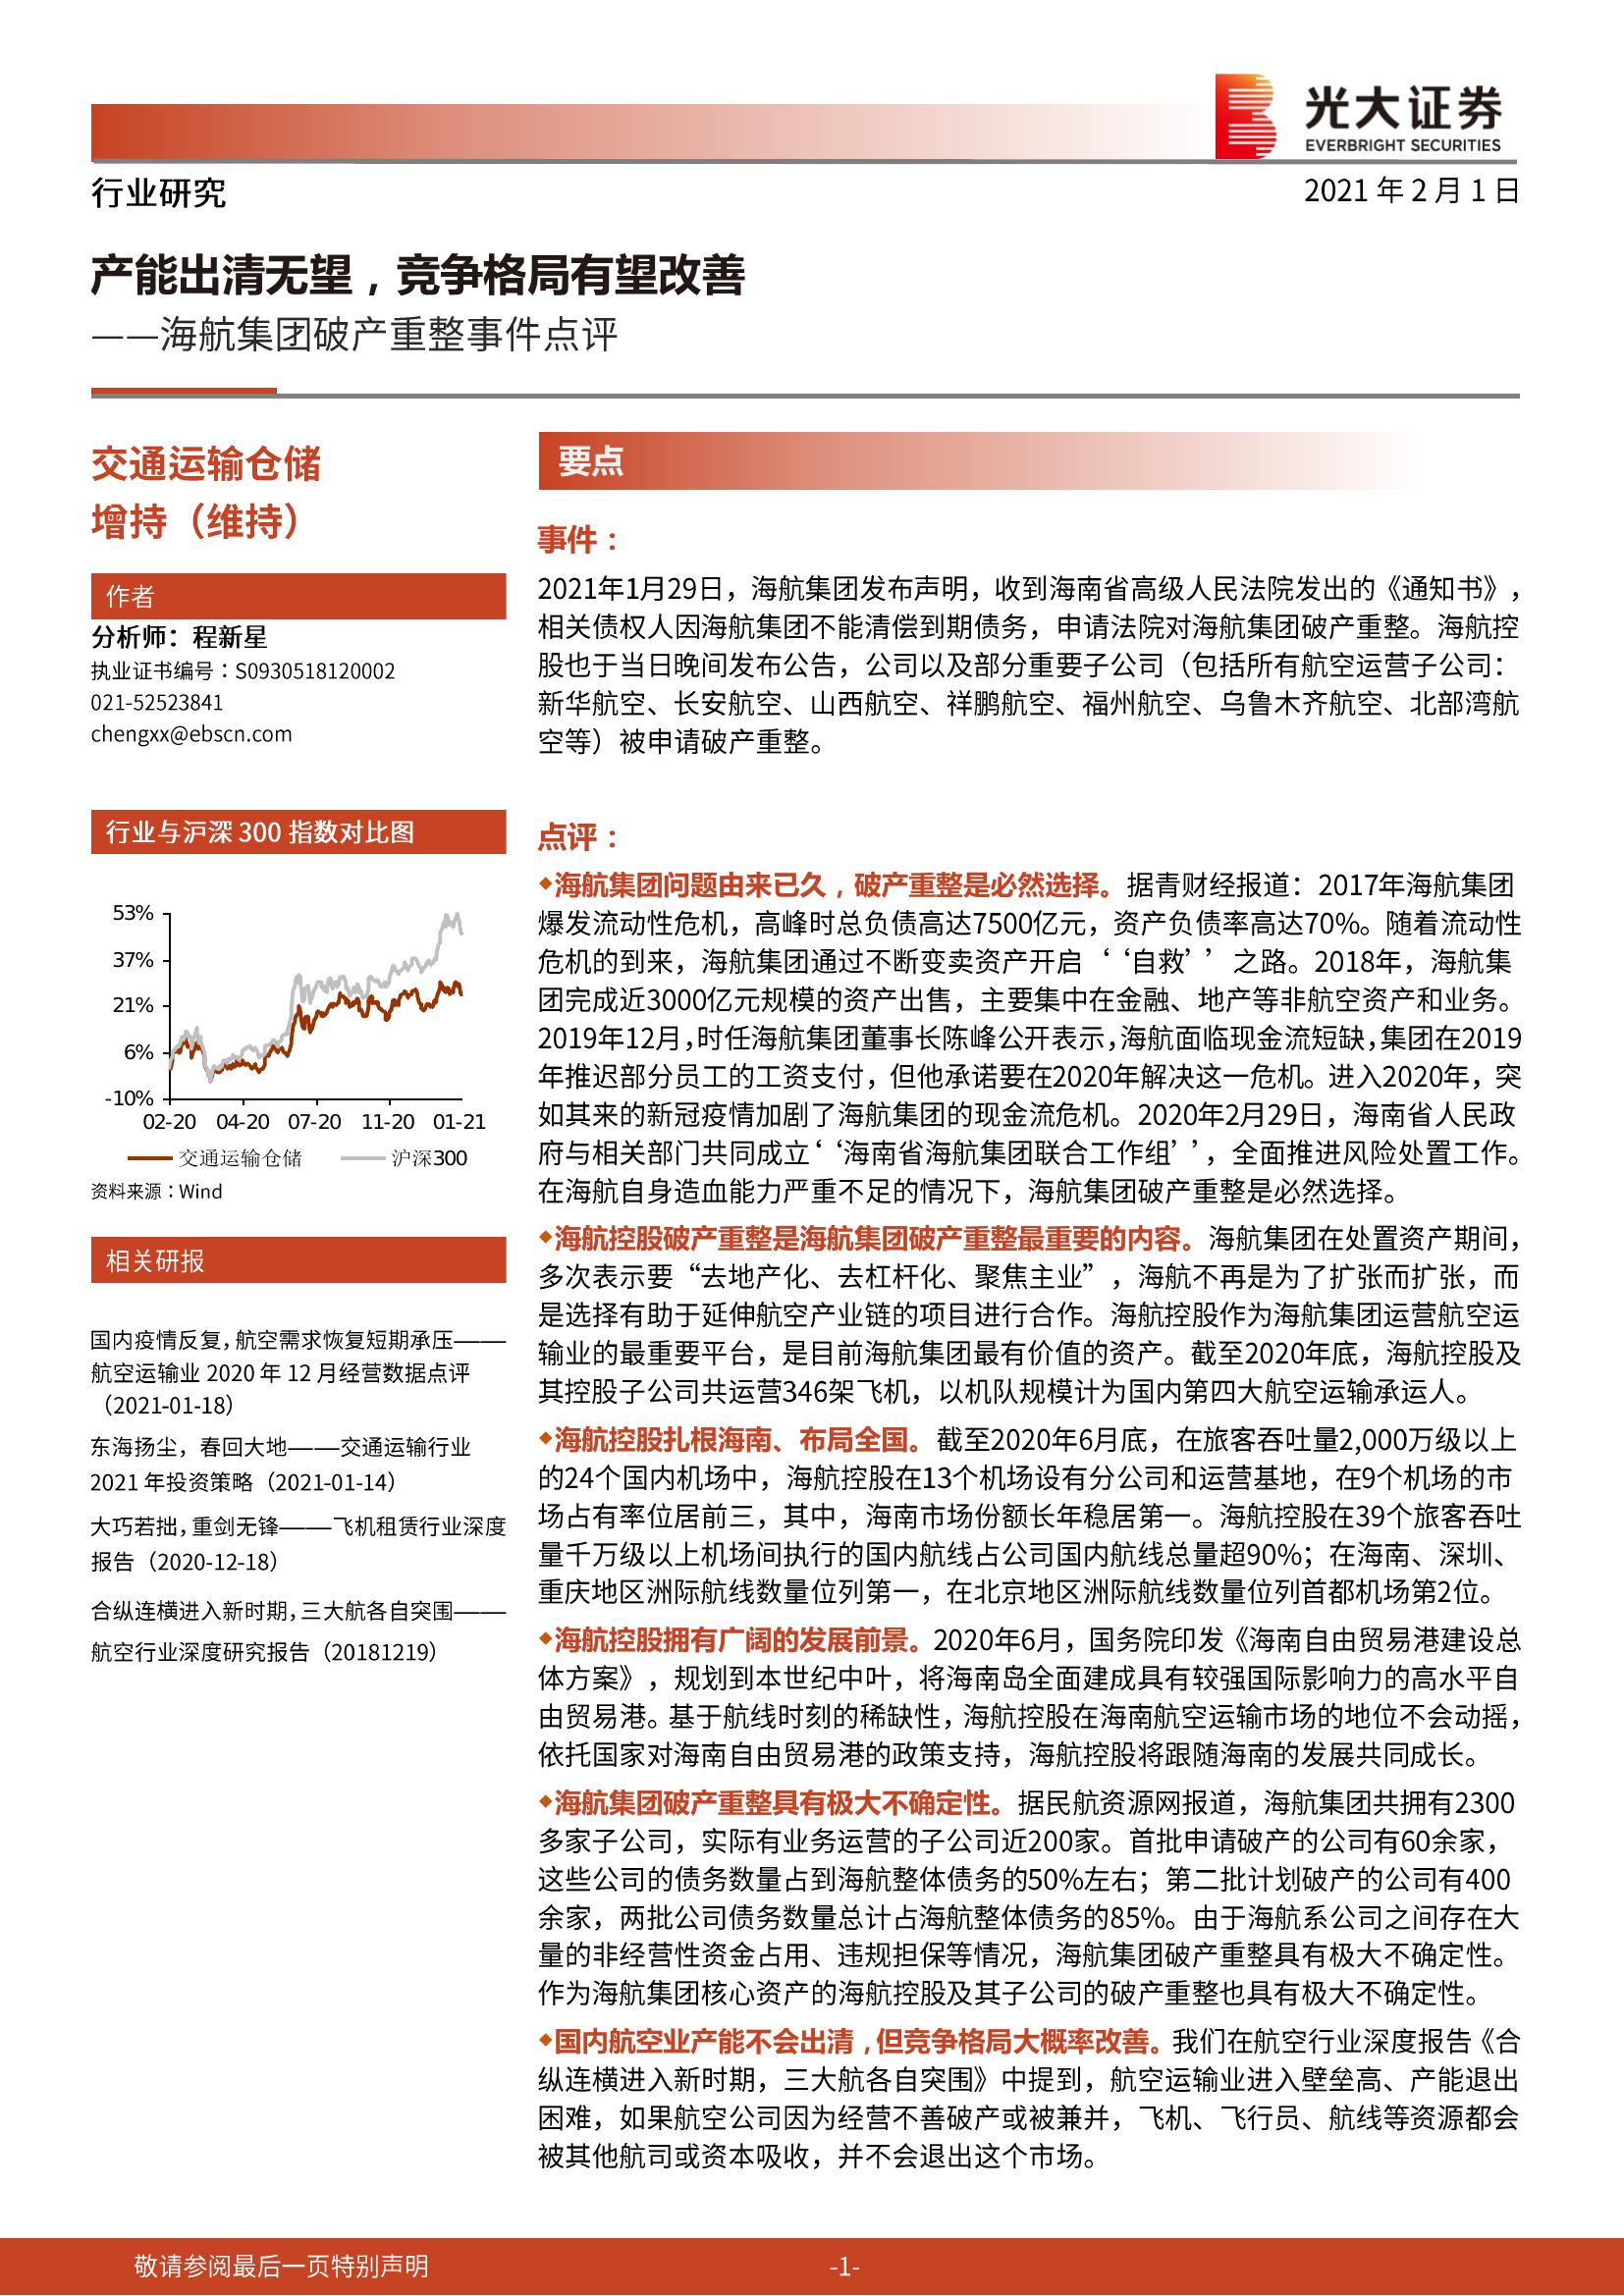 光大证券
EVERBRIGHT SECURITIES
行业研究
2021 年 2 月 1 日
产能出清无望，竞争格局有望改善
——海航集团破产重整事件点评
交通运输仓储
增持（维持）
作者
分析师：程新星
执业证书编号：S0930518120002
021-52523841
chengxx@ebscn.com
行业与沪深 300 指数对比图
53%
37%
21%
6%
-10%
02-20 04-20 07-20 11-20 01-21
交通运输仓储 沪深300
资料来源：Wind
相关研报
国内疫情反复，航空需求恢复短期承压——
航空运输业 2020 年 12 月经营数据点评
（2021-01-18）
东海扬尘，春回大地——交通运输行业
2021 年投资策略（2021-01-14）
大巧若拙，重剑无锋——飞机租赁行业深度
报告（2020-12-18）
合纵连横进入新时期，三大航各自突围——
航空行业深度研究报告（20181219）
要点
事件：
2021年1月29日，海航集团发布声明，收到海南省高级人民法院发出的《通知书》，
相关债权人因海航集团不能清偿到期债务，申请法院对海航集团破产重整。海航控
股也于当日晚间发布公告，公司以及部分重要子公司（包括所有航空运营子公司：
新华航空、长安航空、山西航空、祥鹏航空、福州航空、乌鲁木齐航空、北部湾航
空等）被申请破产重整。
点评：
◆海航集团问题由来已久，破产重整是必然选择。据青财经报道：2017年海航集团
爆发流动性危机，高峰时总负债高达7500亿元，资产负债率高达70%。随着流动性
危机的到来，海航集团通过不断变卖资产开启‘‘自救’’之路。2018年，海航集
团完成近3000亿元规模的资产出售，主要集中在金融、地产等非航空资产和业务。
2019年12月，时任海航集团董事长陈峰公开表示，海航面临现金流短缺，集团在2019
年推迟部分员工的工资支付，但他承诺要在2020年解决这一危机。进入2020年，突
如其来的新冠疫情加剧了海航集团的现金流危机。2020年2月29日，海南省人民政
府与相关部门共同成立‘‘海南省海航集团联合工作组’’，全面推进风险处置工作。
在海航自身造血能力严重不足的情况下，海航集团破产重整是必然选择。
◆海航控股破产重整是海航集团破产重整最重要的内容。海航集团在处置资产期间，
多次表示要“去地产化、去杠杆化、聚焦主业”，海航不再是为了扩张而扩张，而
是选择有助于延伸航空产业链的项目进行合作。海航控股作为海航集团运营航空运
输业的最重要平台，是目前海航集团最有价值的资产。截至2020年底，海航控股及
其控股子公司共运营346架飞机，以机队规模计为国内第四大航空运输承运人。
◆海航控股扎根海南、布局全国。截至2020年6月底，在旅客吞吐量2,000万级以上
的24个国内机场中，海航控股在13个机场设有分公司和运营基地，在9个机场的市
场占有率位居前三，其中，海南市场份额长年稳居第一。海航控股在39个旅客吞吐
量千万级以上机场间执行的国内航线占公司国内航线总量超90%；在海南、深圳、
重庆地区洲际航线数量位列第一，在北京地区洲际航线数量位列首都机场第2位。
◆海航控股拥有广阔的发展前景。2020年6月，国务院印发《海南自由贸易港建设总
体方案》，规划到本世纪中叶，将海南岛全面建成具有较强国际影响力的高水平自
由贸易港。基于航线时刻的稀缺性，海航控股在海南航空运输市场的地位不会动摇，
依托国家对海南自由贸易港的政策支持，海航控股将跟随海南的发展共同成长。
◆海航集团破产重整具有极大不确定性。据民航资源网报道，海航集团共拥有2300
多家子公司，实际有业务运营的子公司近200家。首批申请破产的公司有60余家，
这些公司的债务数量占到海航整体债务的50%左右；第二批计划破产的公司有400
余家，两批公司债务数量总计占海航整体债务的85%。由于海航系公司之间存在大
量的非经营性资金占用、违规担保等情况，海航集团破产重整具有极大不确定性。
作为海航集团核心资产的海航控股及其子公司的破产重整也具有极大不确定性。
◆国内航空业产能不会出清，但竞争格局大概率改善。我们在航空行业深度报告《合
纵连横进入新时期，三大航各自突围》中提到，航空运输业进入壁垒高、产能退出
困难，如果航空公司因为经营不善破产或被兼并，飞机、飞行员、航线等资源都会
被其他航司或资本吸收，并不会退出这个市场。
敬请参阅最后一页特别声明
-1-